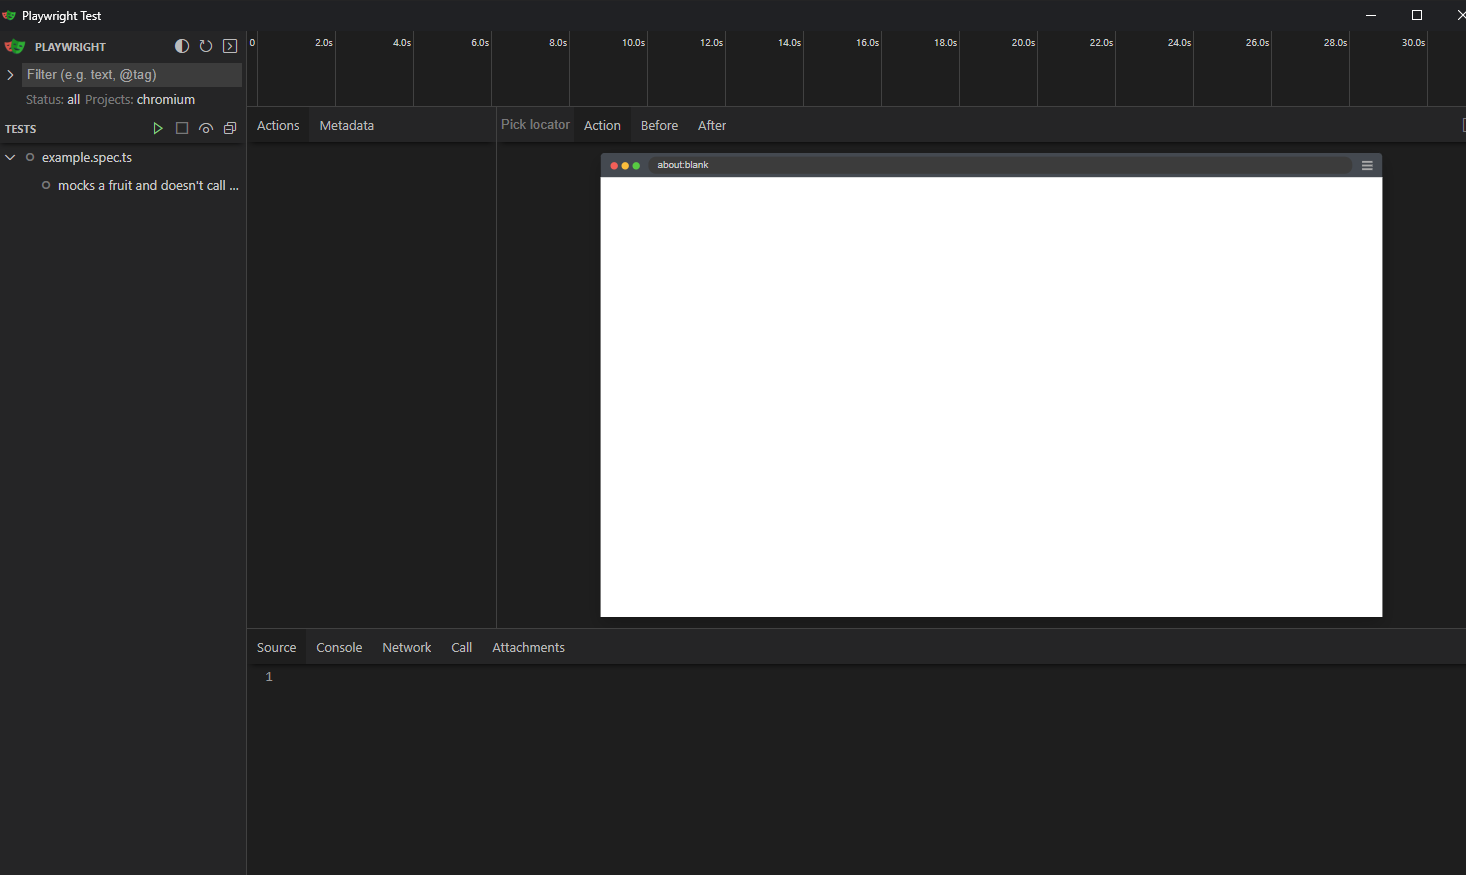 Playwright Test
PLAYWRIGHT
Filter (e.g. text, @tag)
Status: all Projects: chromium
TESTS
example.spec.ts
mocks a fruit and doesn't call ...
0 2.0s 4.0s 6.0s 8.0s 10.0s 12.0s 14.0s 16.0s 18.0s 20.0s 22.0s 24.0s 26.0s 28.0s 30.0s
Actions Metadata
Pick locator Action Before After
about:blank
Source Console Network Call Attachments
1